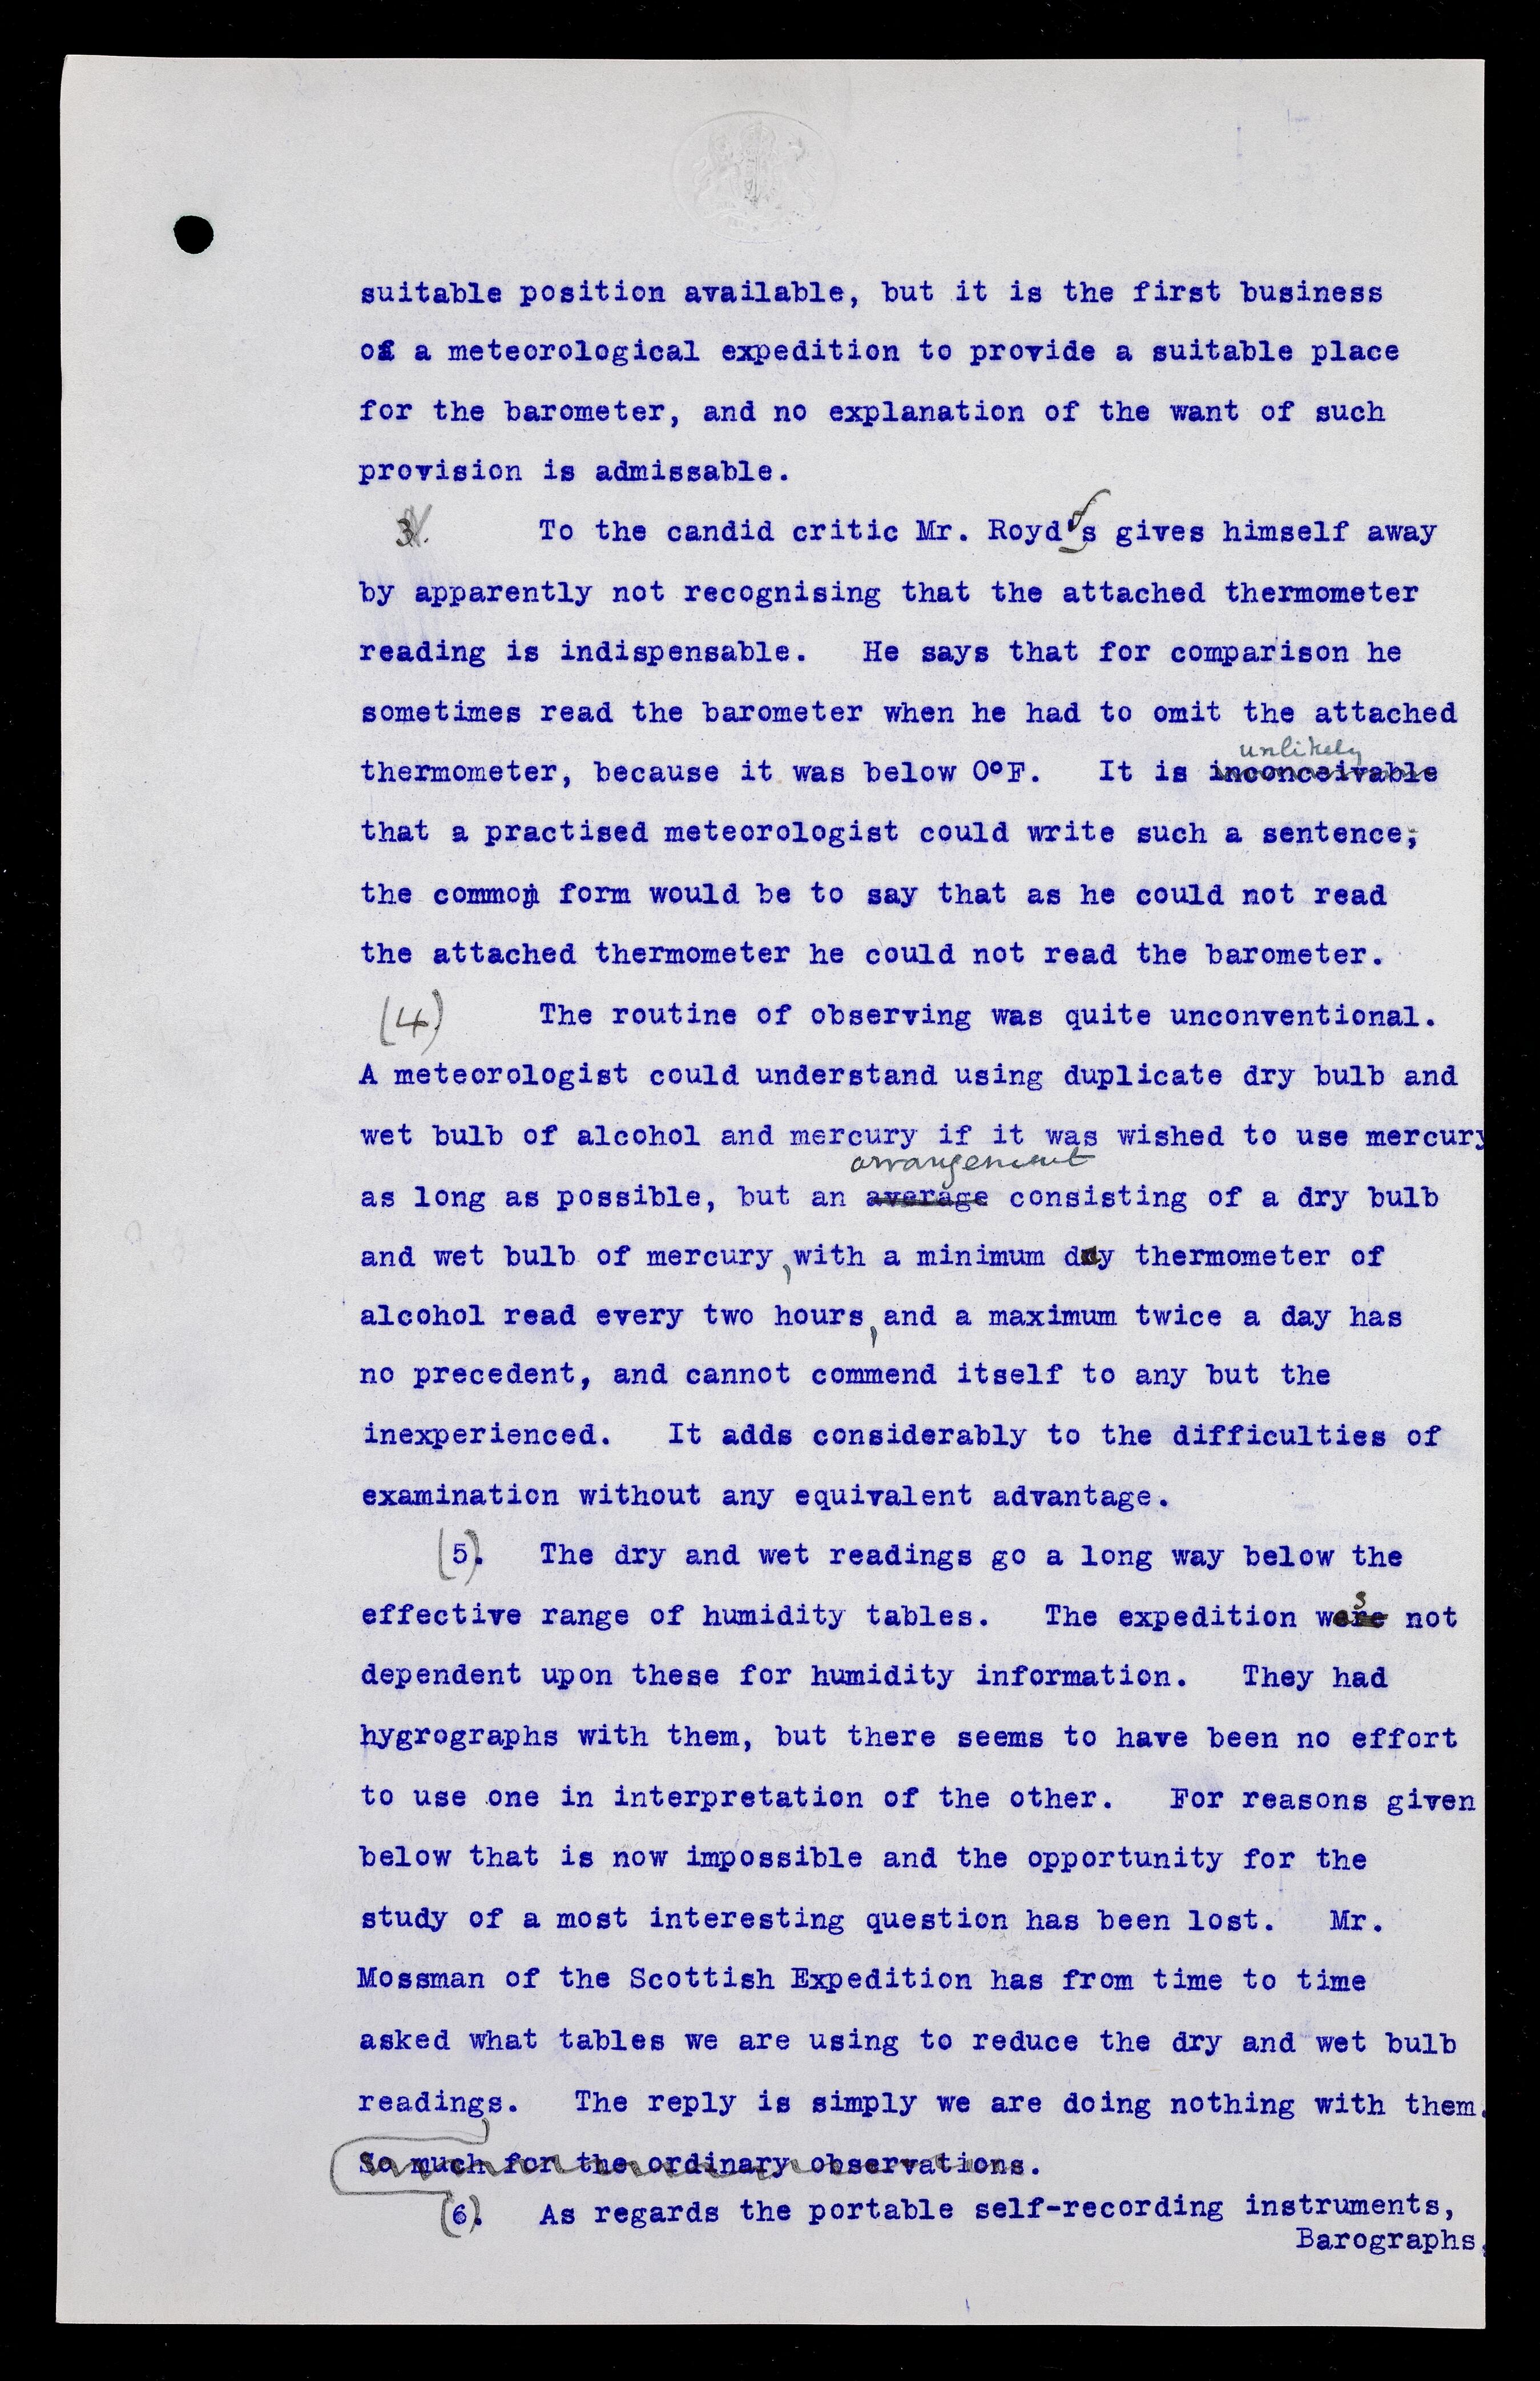 suitable position available, but it is the first business
of a meteorological expedition to provide a suitable place
for the barometer, and no explanation of the want of such
provision is admissable.
3. To the candid critic Mr. Royd's gives himself away
by apparently not recognising that the attached thermometer
reading is indispensable. He says that for comparison he
sometimes read the barometer when he had to omit the attached
unlikely
thermometer, because it was below 0°F. It is inconceivable
that a practised meteorologist could write such a sentence;
the common form would be to say that as he could not read
the attached thermometer he could not read the barometer.
(4) The routine of observing was quite unconventional.
A meteorologist could understand using duplicate dry bulb and
wet bulb of alcohol and mercury if it was wished to use mercury
arrangement
as long as possible, but an average consisting of a dry bulb
and wet bulb of mercury, with a minimum dry thermometer of
alcohol read every two hours, and a maximum twice a day has
no precedent, and cannot commend itself to any but the
inexperienced. It adds considerably to the difficulties of
examination without any equivalent advantage.
(5). The dry and wet readings go a long way below the
s
effective range of humidity tables. The expedition were not
dependent upon these for humidity information. They had
hygrographs with them, but there seems to have been no effort
to use one in interpretation of the other. For reasons given
below that is now impossible and the opportunity for the
study of a most interesting question has been lost. Mr.
Mossman of the Scottish Expedition has from time to time
asked what tables we are using to reduce the dry and wet bulb
readings. The reply is simply we are doing nothing with them.
So much for the ordinary observations.
(6). As regards the portable self-recording instruments,
Barographs,